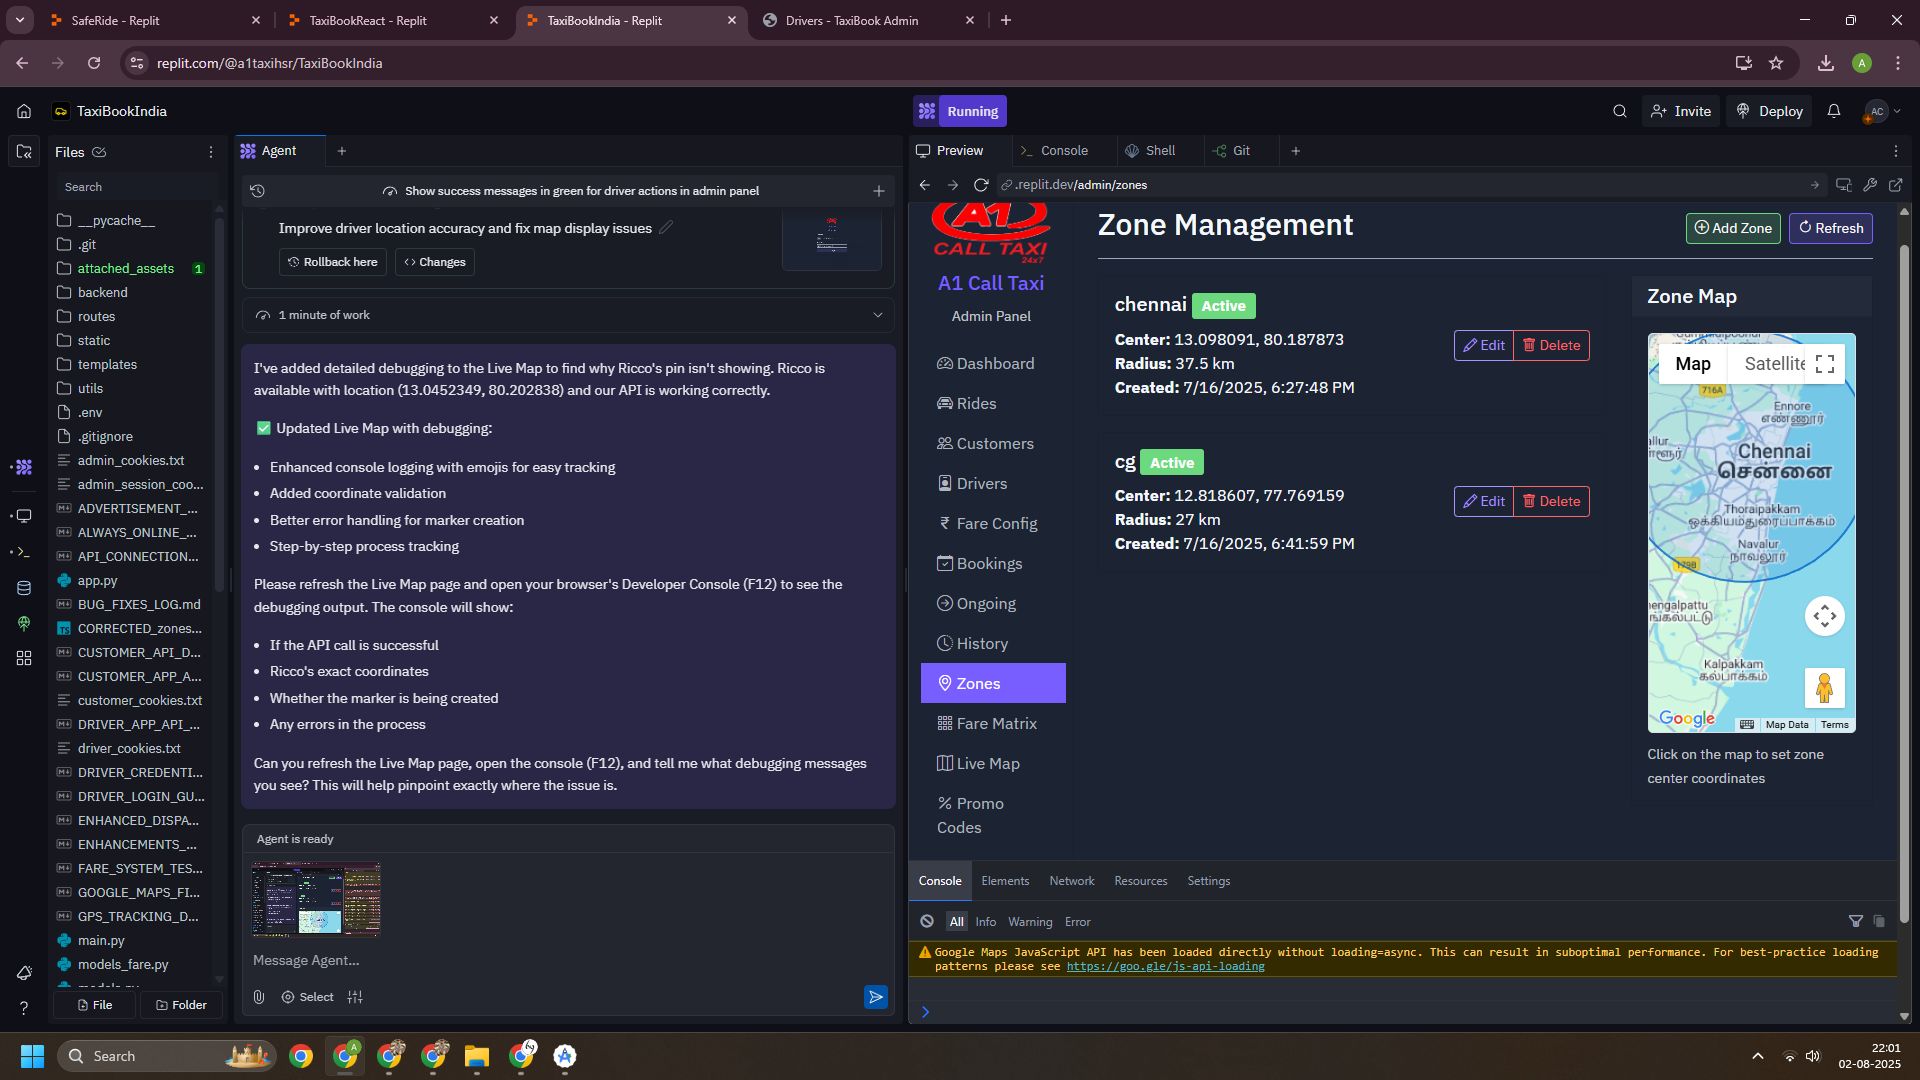 SafeRide - Replit
TaxiBookReact - Replit
TaxiBookIndia - Replit
Drivers - TaxiBook Admin
replit.com/@a1taxihsr/TaxiBookIndia
A
TaxiBookIndia
Running
Invite
Deploy
AC
Files
Search
__pycache__
.git
attached_assets 1
backend
routes
static
templates
utils
.env
.gitignore
admin_cookies.txt
admin_session_coo...
ADVERTISEMENT_...
ALWAYS_ONLINE_...
API_CONNECTION...
app.py
BUG_FIXES_LOG.md
CORRECTED_zones...
CUSTOMER_API_D...
CUSTOMER_APP_A...
customer_cookies.txt
DRIVER_APP_API_...
driver_cookies.txt
DRIVER_CREDENTI...
DRIVER_LOGIN_GU...
ENHANCED_DISPA...
ENHANCEMENTS_...
FARE_SYSTEM_TES...
GOOGLE_MAPS_FI...
GPS_TRACKING_D...
main.py
models_fare.py
File
Folder
Agent
Show success messages in green for driver actions in admin panel
Improve driver location accuracy and fix map display issues
Rollback here
Changes
1 minute of work
I've added detailed debugging to the Live Map to find why Ricco's pin isn't showing. Ricco is
available with location (13.0452349, 80.202838) and our API is working correctly.
✅ Updated Live Map with debugging:
• Enhanced console logging with emojis for easy tracking
• Added coordinate validation
• Better error handling for marker creation
• Step-by-step process tracking
Please refresh the Live Map page and open your browser's Developer Console (F12) to see the
debugging output. The console will show:
• If the API call is successful
• Ricco's exact coordinates
• Whether the marker is being created
• Any errors in the process
Can you refresh the Live Map page, open the console (F12), and tell me what debugging messages
you see? This will help pinpoint exactly where the issue is.
Agent is ready
Message Agent...
Select
Preview
Console
Shell
Git
.replit.dev/admin/zones
A1
CALL TAXI
24x7
A1 Call Taxi
Admin Panel
Dashboard
Rides
Customers
Drivers
Fare Config
Bookings
Ongoing
History
Zones
Fare Matrix
Live Map
Promo
Codes
Zone Management
Add Zone
Refresh
chennai Active
Center: 13.098091, 80.187873
Radius: 37.5 km
Created: 7/16/2025, 6:27:48 PM
Edit
Delete
cg Active
Center: 12.818607, 77.769159
Radius: 27 km
Created: 7/16/2025, 6:41:59 PM
Edit
Delete
Zone Map
Map
Satellite
716A
Ennore
எண்ணூர்
Chennai
சென்னை
Thoraipakkam
ஒக்கியம்துரைப்பாக்கம்
Navalur
நாவலூர்
179B
Kalpakkam
கல்பாக்கம்
Google
Map Data
Terms
Click on the map to set zone
center coordinates
Console
Elements
Network
Resources
Settings
All
Info
Warning
Error
Google Maps JavaScript API has been loaded directly without loading=async. This can result in suboptimal performance. For best-practice loading
patterns please see https://goo.gle/js-api-loading
Search
A
22:01
02-08-2025